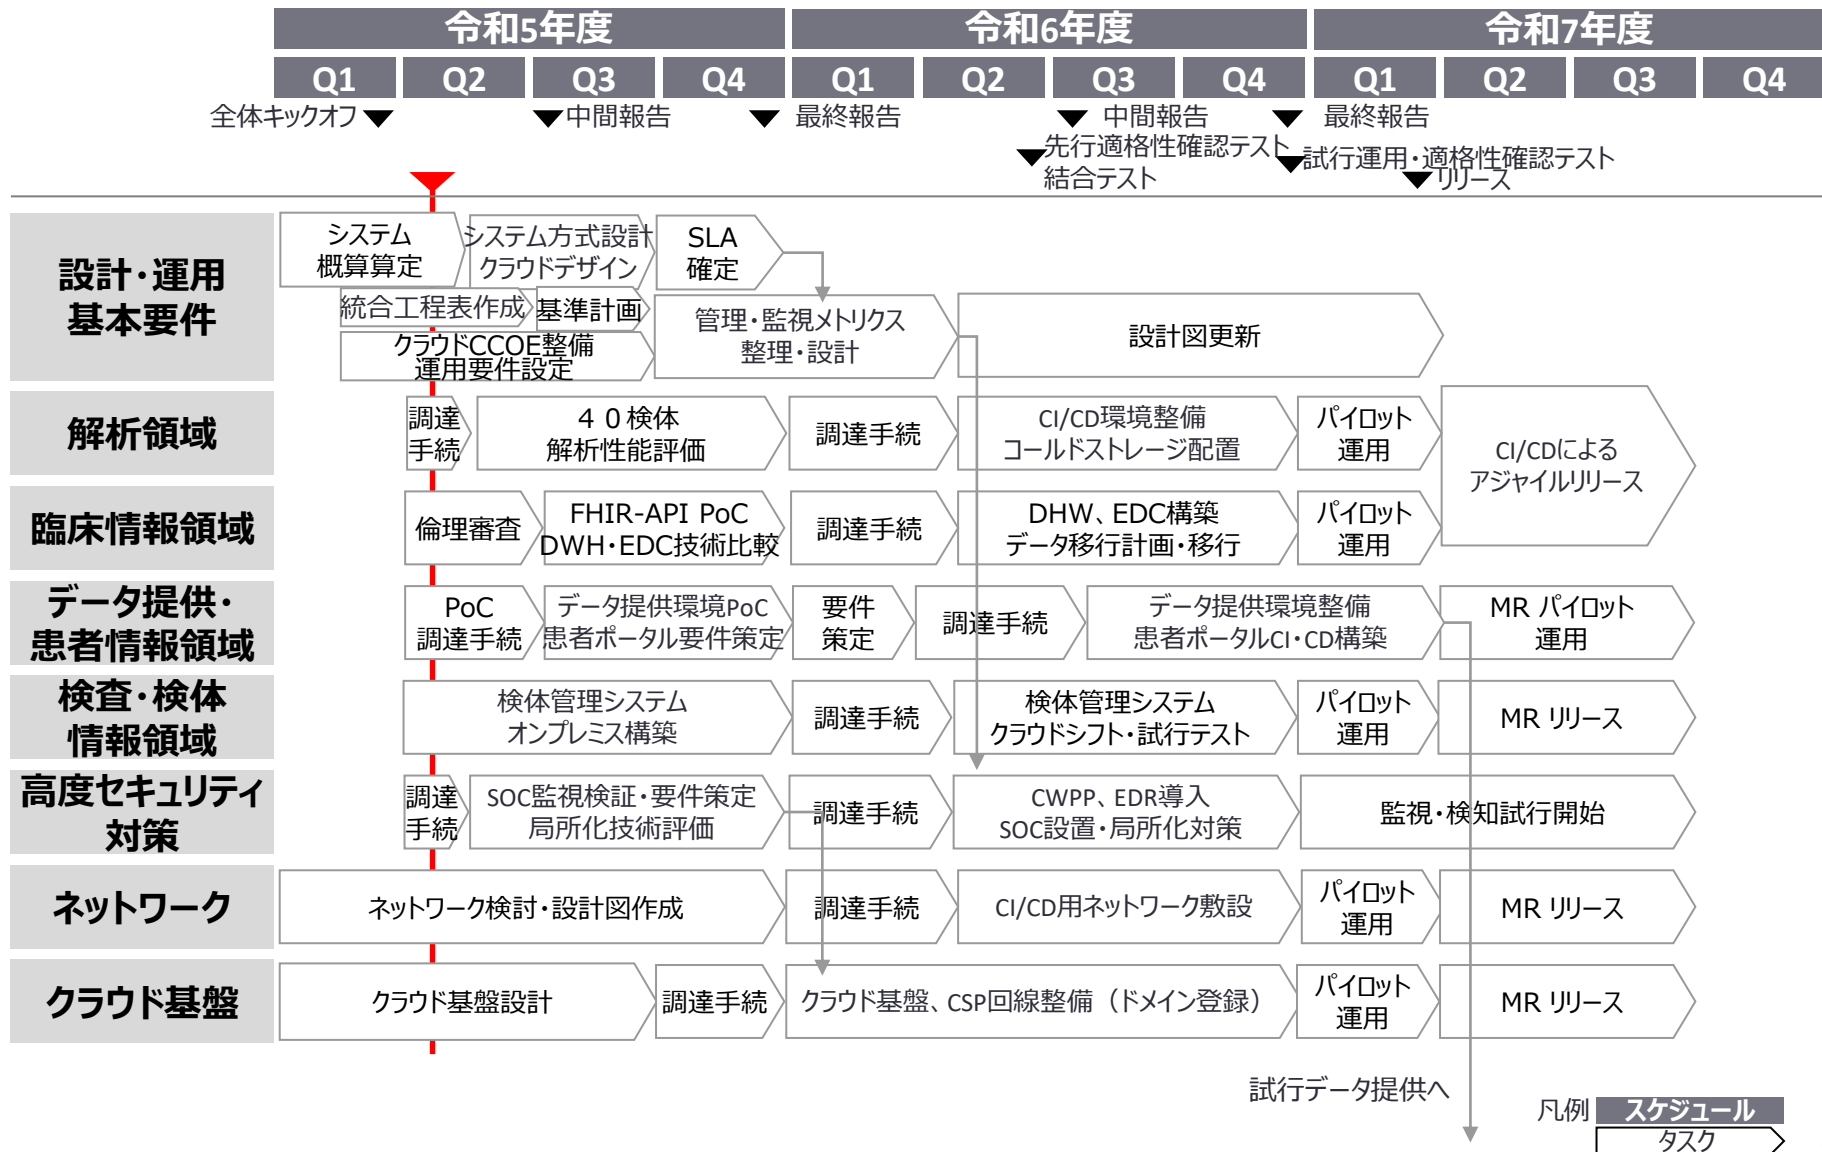 令和5年度 令和6年度 令和7年度
Q1 Q2 Q3 Q4 Q1 Q2 Q3 Q4 Q1 Q2 Q3 Q4
全体キックオフ 中間報告 最終報告 中間報告 最終報告
先行適格性確認テスト
結合テスト
試行運用・適格性確認テスト
リリース
設計・運用
基本要件
システム
概算算定
システム方式設計
クラウドデザイン
SLA
確定
統合工程表作成
基準計画
クラウドCCOE整備
運用要件設定
管理・監視メトリクス
整理・設計
設計図更新
解析領域
調達
手続
40検体
解析性能評価
調達手続
CI/CD環境整備
コールドストレージ配置
パイロット
運用
CI/CDによる
アジャイルリリース
臨床情報領域
倫理審査
FHIR-API PoC
DWH・EDC技術比較
調達手続
DHW、EDC構築
データ移行計画・移行
パイロット
運用
データ提供・
患者情報領域
PoC
調達手続
データ提供環境PoC
患者ポータル要件策定
要件
策定
調達手続
データ提供環境整備
患者ポータルCI・CD構築
MR パイロット
運用
検査・検体
情報領域
検体管理システム
オンプレミス構築
調達手続
検体管理システム
クラウドシフト・試行テスト
パイロット
運用
MR リリース
高度セキュリティ
対策
調達
手続
SOC監視検証・要件策定
局所化技術評価
調達手続
CWPP、EDR導入
SOC設置・局所化対策
監視・検知試行開始
ネットワーク
ネットワーク検討・設計図作成
調達手続
CI/CD用ネットワーク敷設
パイロット
運用
MR リリース
クラウド基盤
クラウド基盤設計
調達手続
クラウド基盤、CSP回線整備（ドメイン登録）
パイロット
運用
MR リリース
試行データ提供へ
凡例 スケジュール
タスク